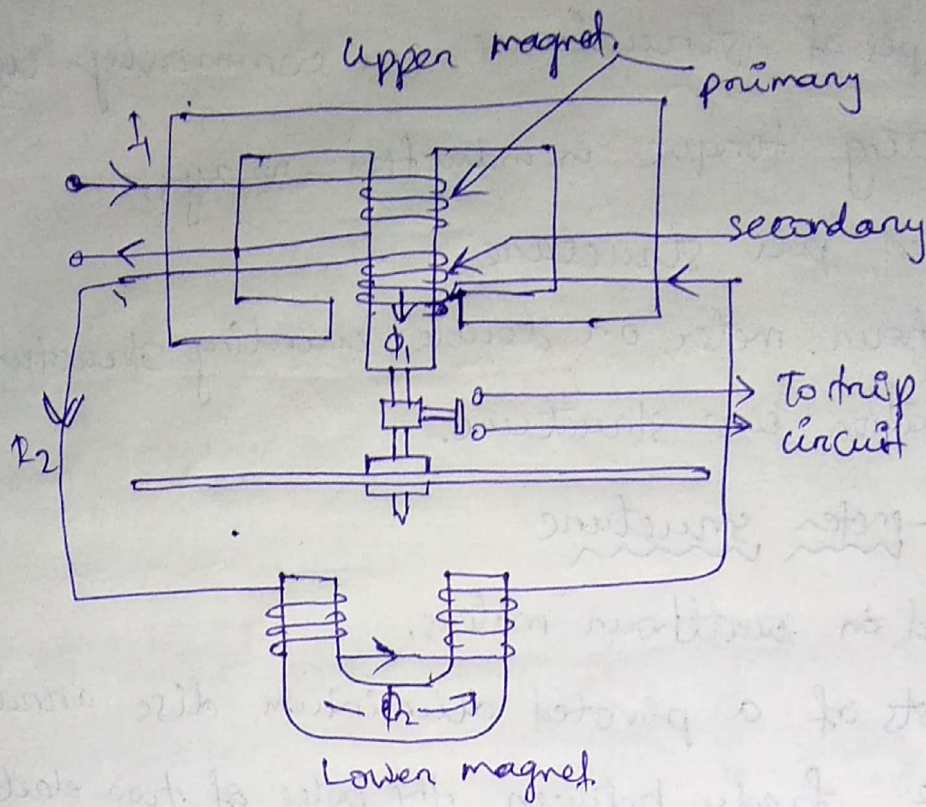 Upper magnet.
primary
I1
secondary
ϕ1
To trip
circuit
I2
ϕ2
Lower magnet.